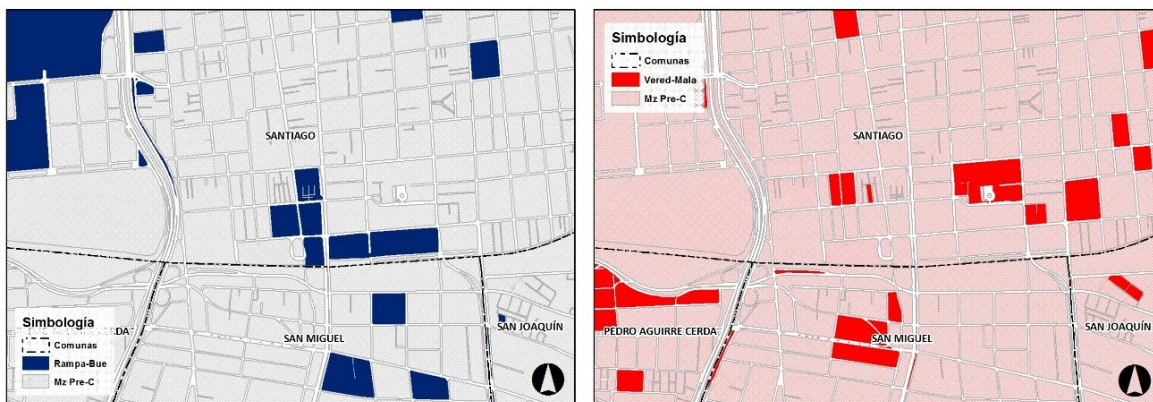 SANTIAGO
SAN JOAQUÍN
SAN MIGUEL
Simbología
RDA
Comunas
Rampa-Bue
Mz Pre-C
Simbología
Comunas
Vered-Mala
Mz Pre-C
SANTIAGO
PEDRO AGUIRRE CERDA
SAN MIGUEL
SAN JOAQUÍN